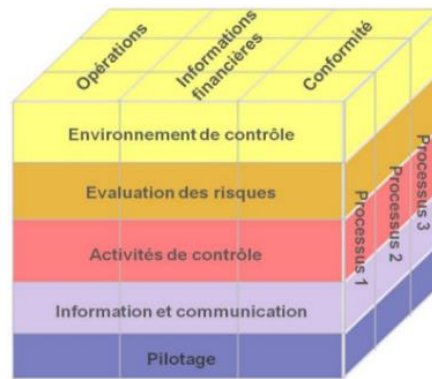 Opérations
Informations
financières
Conformité
Environnement de contrôle
Evaluation des risques
Activités de contrôle
Information et communication
Pilotage
Processus 1
Processus 2
Processus 3